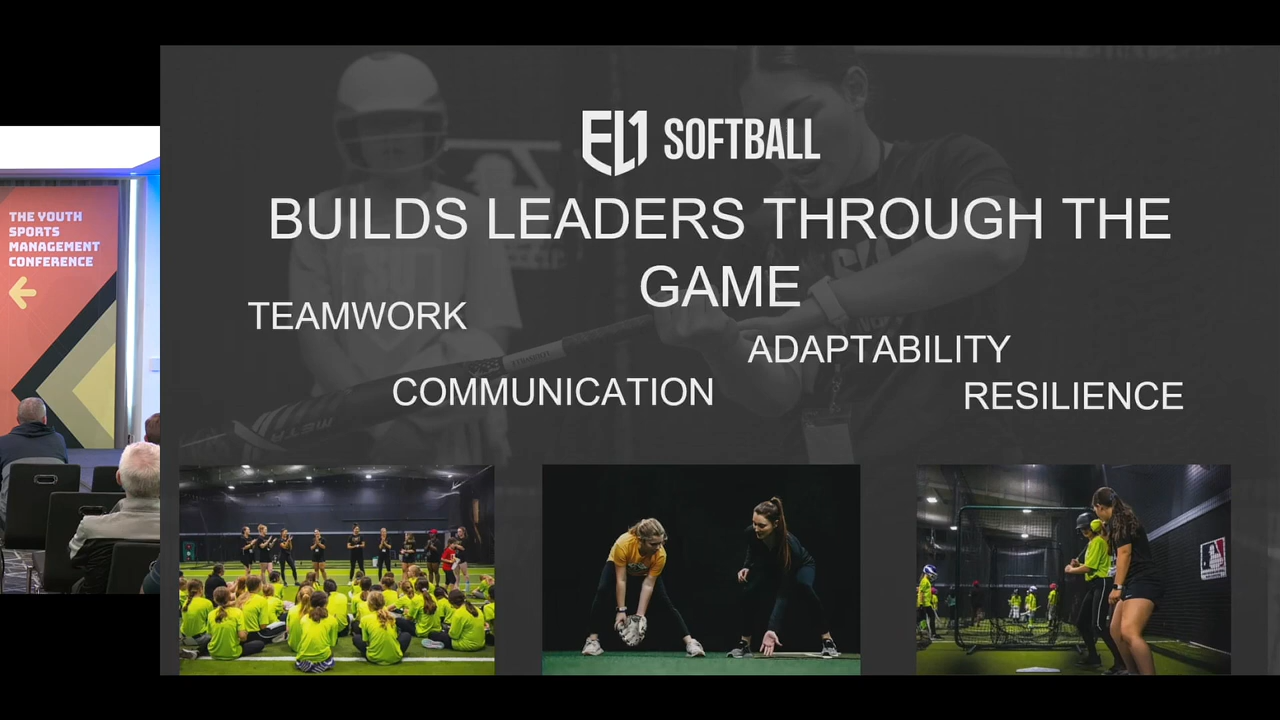 THE YOUTH
SPORTS
MANAGEMENT
CONFERENCE
EL1 SOFTBALL
BUILDS LEADERS THROUGH THE
GAME
TEAMWORK
ADAPTABILITY
COMMUNICATION
RESILIENCE